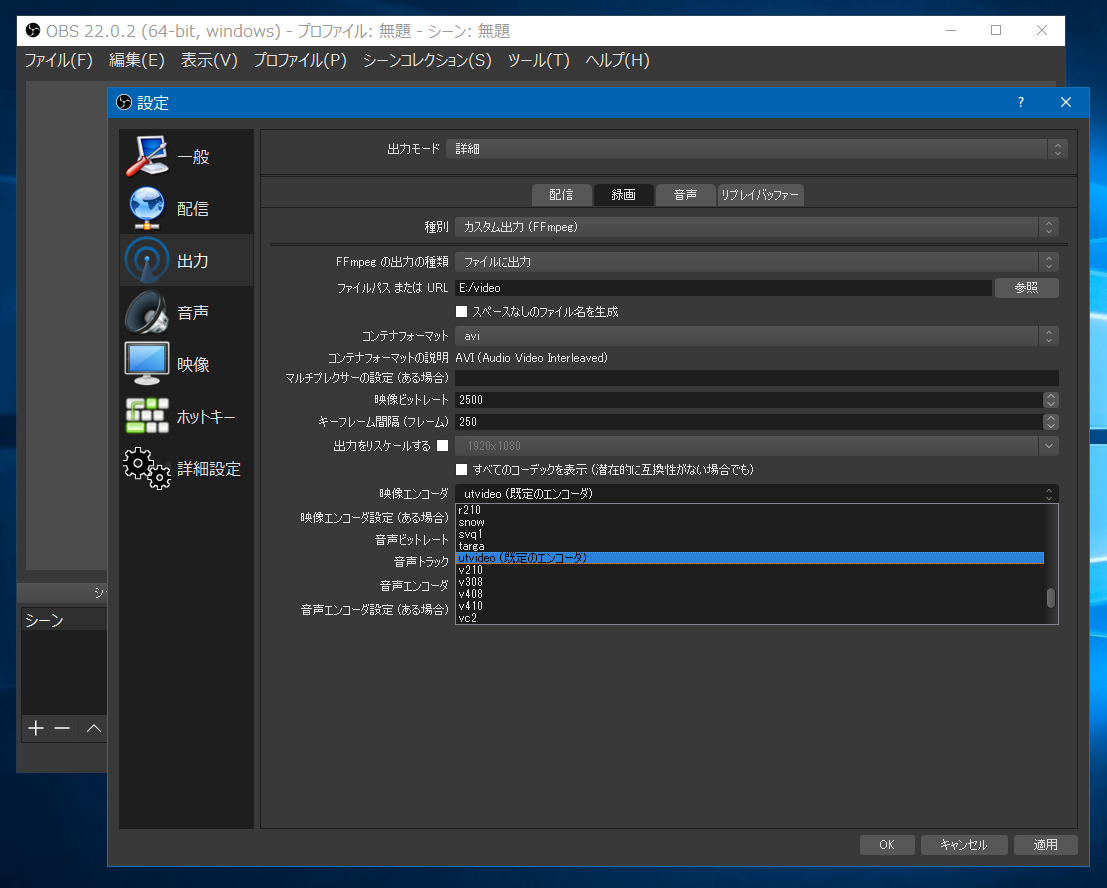 OBS 22.0.2 (64-bit, windows) - プロファイル: 無題 - シーン: 無題
ファイル(F) 編集(E) 表示(V) プロファイル(P) シーンコレクション(S) ツール(T) ヘルプ(H)
設定
一般
配信
出力
音声
映像
ホットキー
詳細設定
出力モード 詳細
配信 録画 音声 リプレイバッファー
種別 カスタム出力 (FFmpeg)
FFmpeg の出力の種類 ファイルに出力
ファイルパス または URL E:/video 参照
スペースなしのファイル名を生成
コンテナフォーマット avi
コンテナフォーマットの説明 AVI (Audio Video Interleaved)
マルチプレクサーの設定 (ある場合)
映像ビットレート 2500
キーフレーム間隔 (フレーム) 250
出力をリスケールする 1920x1080
すべてのコーデックを表示 (潜在的に互換性がない場合でも)
映像エンコーダ utvideo (既定のエンコーダ)
映像エンコーダ設定 (ある場合)
音声ビットレート
音声トラック
音声エンコーダ
音声エンコーダ設定 (ある場合)
r210
snow
svq1
targa
utvideo (既定のエンコーダ)
v210
v308
v408
v410
vc2
シーン
OK キャンセル 適用